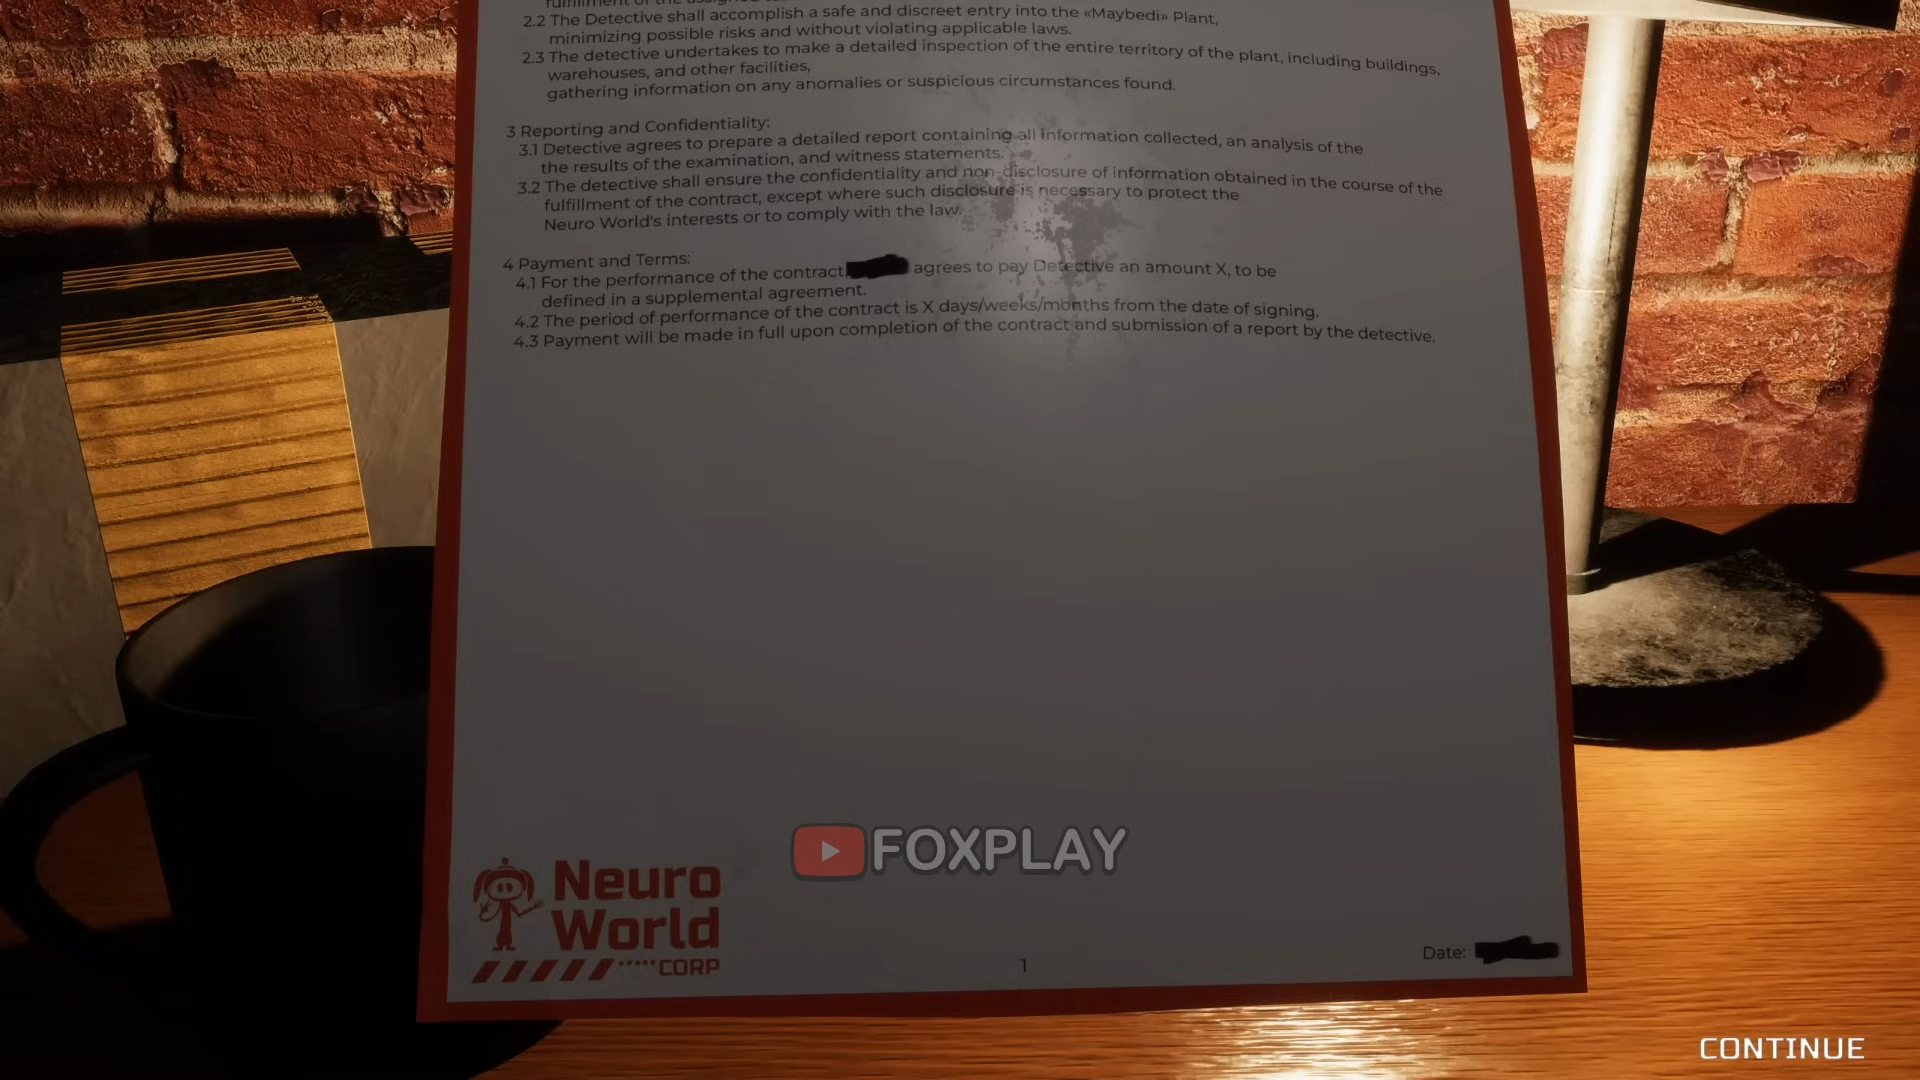 fulfillment of the assigned
2.2 The Detective shall accomplish a safe and discreet entry into the «Maybedi» Plant,
minimizing possible risks and without violating applicable laws.
2.3 The detective undertakes to make a detailed inspection of the entire territory of the plant, including buildings,
warehouses, and other facilities,
gathering information on any anomalies or suspicious circumstances found.
3 Reporting and Confidentiality:
3.1 Detective agrees to prepare a detailed report containing all information collected, an analysis of the
the results of the examination, and witness statements.
3.2 The detective shall ensure the confidentiality and non-disclosure of information obtained in the course of the
fulfillment of the contract, except where such disclosure is necessary to protect the
Neuro World's interests or to comply with the law.
4 Payment and Terms:
4.1 For the performance of the contract, agrees to pay Detective an amount X, to be
defined in a supplemental agreement.
4.2 The period of performance of the contract is X days/weeks/months from the date of signing.
4.3 Payment will be made in full upon completion of the contract and submission of a report by the detective.
FOXPLAY
Neuro
World
CORP
1
Date:
CONTINUE